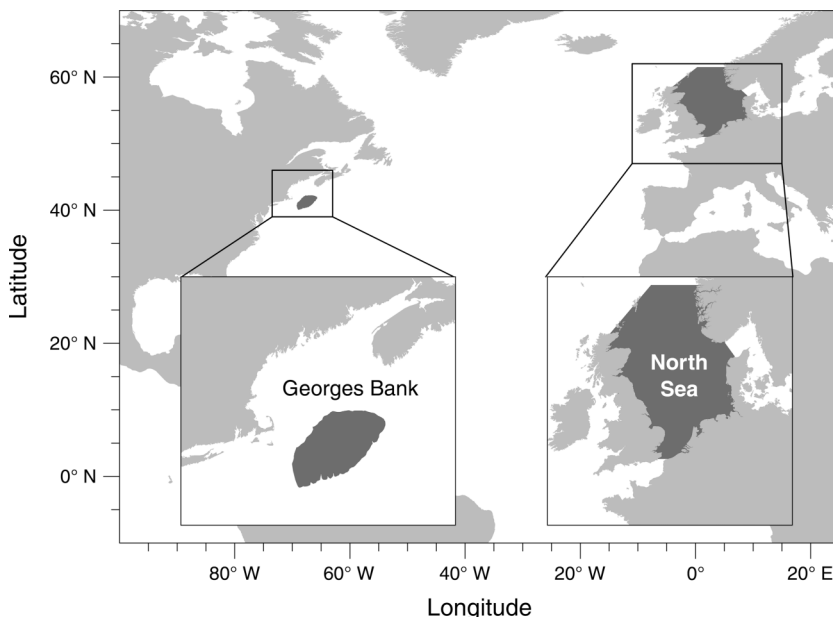 60° N
40° N
20° N
0° N
Latitude
Georges Bank
North
Sea
80° W
60° W
40° W
20° W
0°
20° E
Longitude